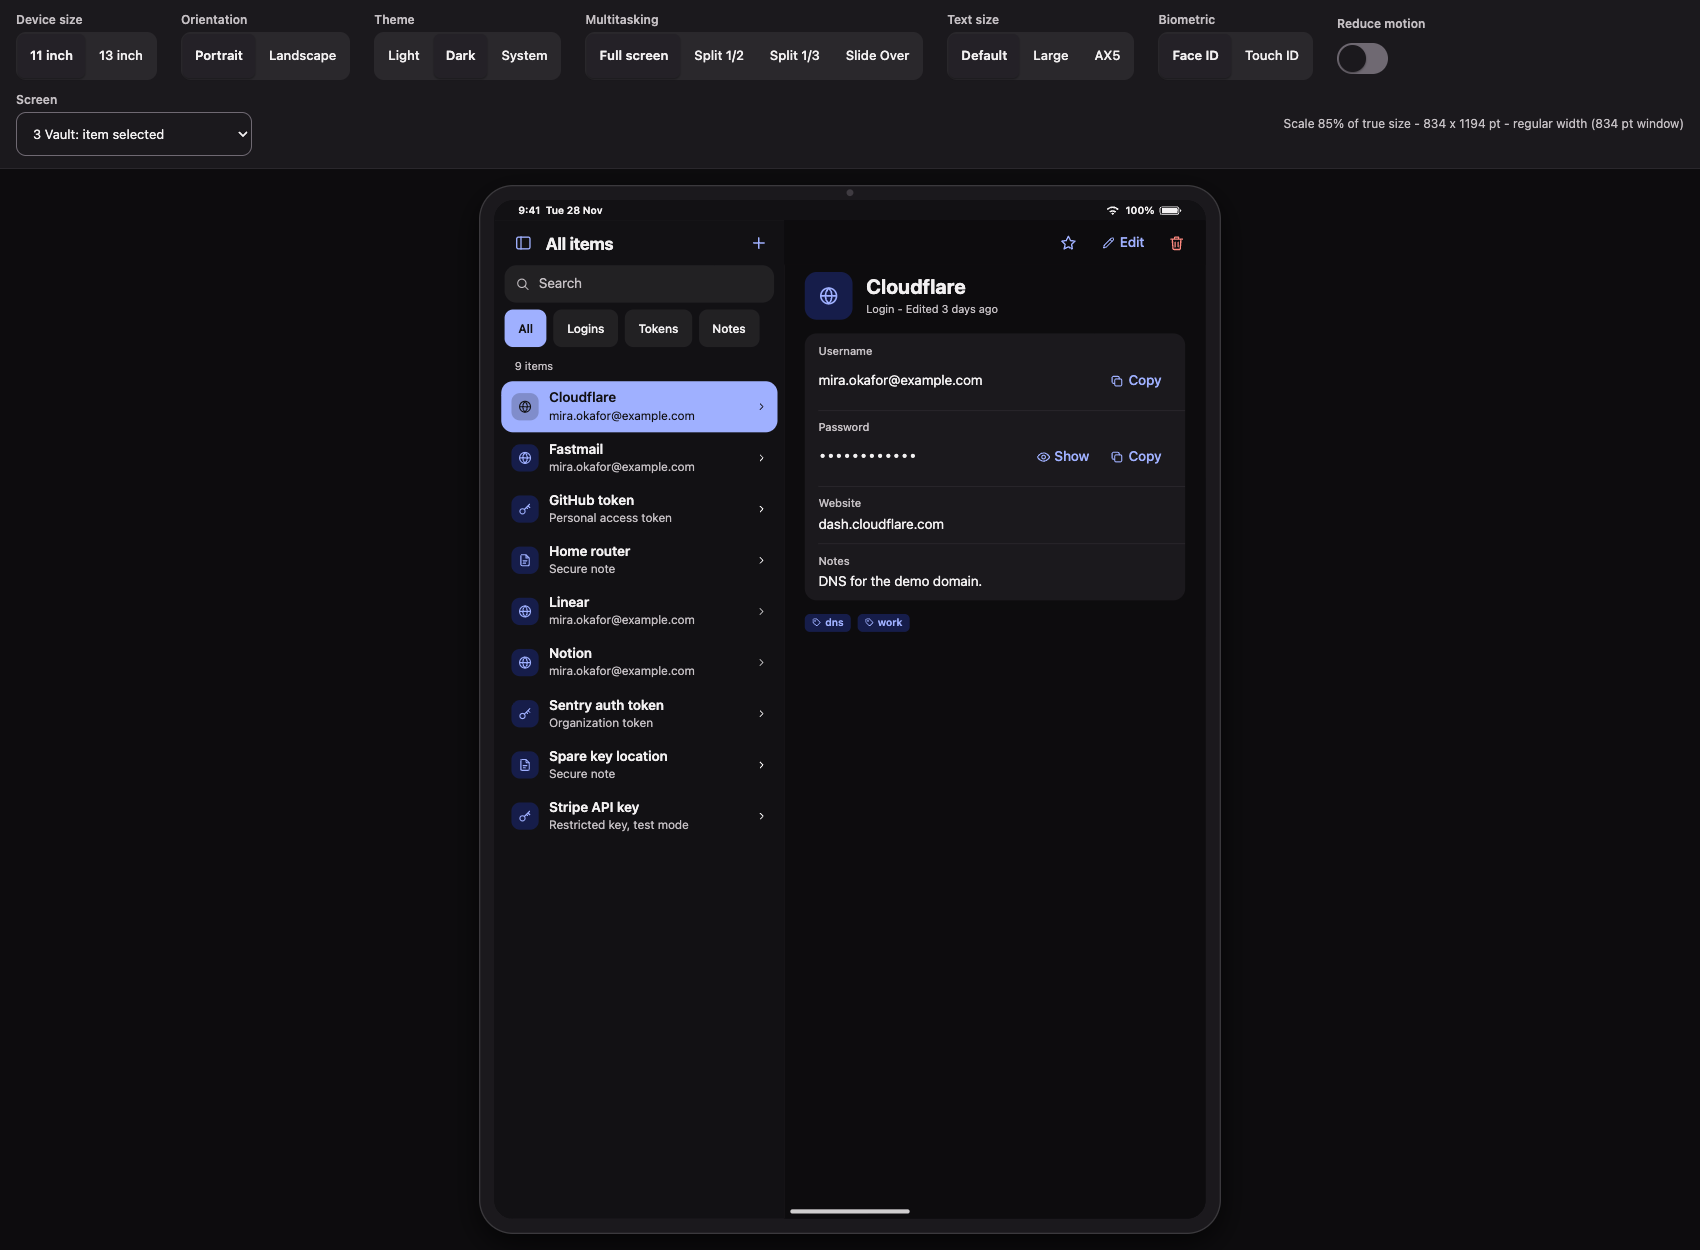 Device size
11 inch 13 inch
Orientation
Portrait Landscape
Theme
Light Dark System
Multitasking
Full screen Split 1/2 Split 1/3 Slide Over
Text size
Default Large AX5
Biometric
Face ID Touch ID
Reduce motion
Screen
3 Vault: item selected
Scale 85% of true size - 834 x 1194 pt - regular width (834 pt window)
9:41 Tue 28 Nov
100%
All items
Search
All Logins Tokens Notes
9 items
Cloudflare
mira.okafor@example.com
Fastmail
mira.okafor@example.com
GitHub token
Personal access token
Home router
Secure note
Linear
mira.okafor@example.com
Notion
mira.okafor@example.com
Sentry auth token
Organization token
Spare key location
Secure note
Stripe API key
Restricted key, test mode
Edit
Cloudflare
Login - Edited 3 days ago
Username
mira.okafor@example.com Copy
Password
•••••••••••• Show Copy
Website
dash.cloudflare.com
Notes
DNS for the demo domain.
dns work